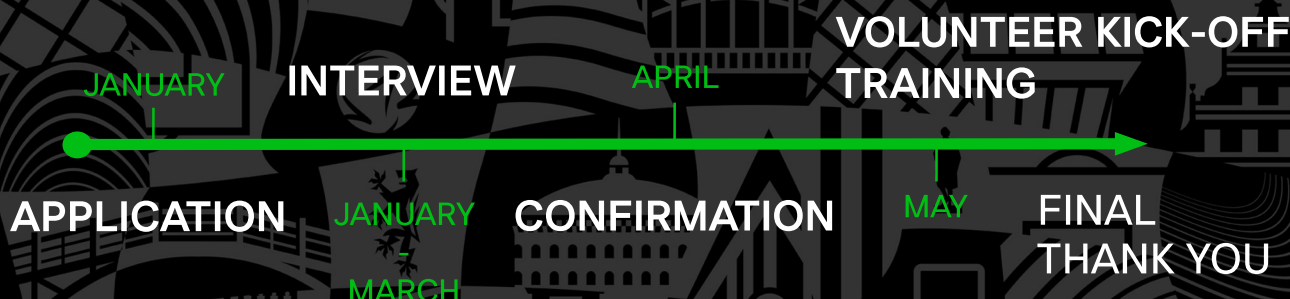 JANUARY
APPLICATION
INTERVIEW
JANUARY
-
MARCH
APRIL
CONFIRMATION
VOLUNTEER KICK-OFF
TRAINING
MAY
FINAL
THANK YOU